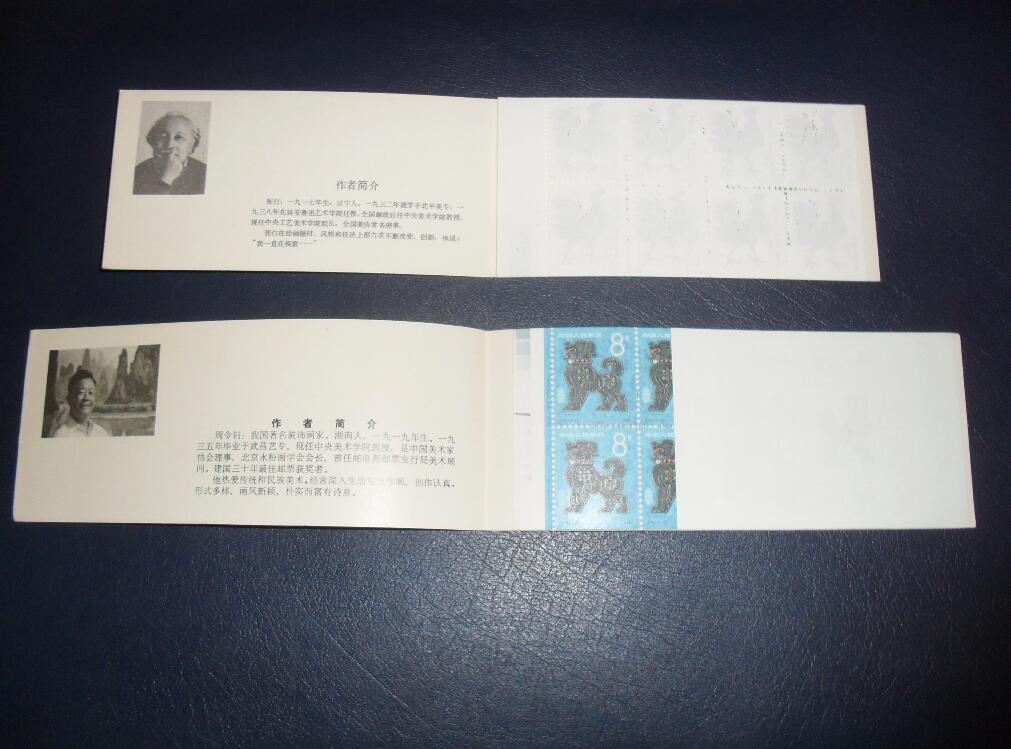 作者简介
张仃：一九一七年生，辽宁人。一九三二年就学于北平美专，一
九三八年在延安鲁迅艺术学院任教，全国解放后任中央美术学院教授，
现任中央工艺美术学院院长，全国美协常务理事。
张仃在绘画题材、风格和技法上都力求不断改变、创新；他说：
“我一直在探索……”
作者简介
周令钊：我国著名装饰画家。湖南人。一九一九年生。一九
三五年毕业于武昌艺专。现任中央美术学院教授，是中国美术家
协会理事，北京水粉画学会会长，曾任邮电部邮票发行局美术顾
问。建国三十年最佳邮票获奖者。
他热爱传统和民族美术。经常深入生活写生作画，创作认真，
形式多样，画风新颖，朴实而富有诗意。
中国人民邮政
8分
中国人民
中国人民邮政
8分
中国人民